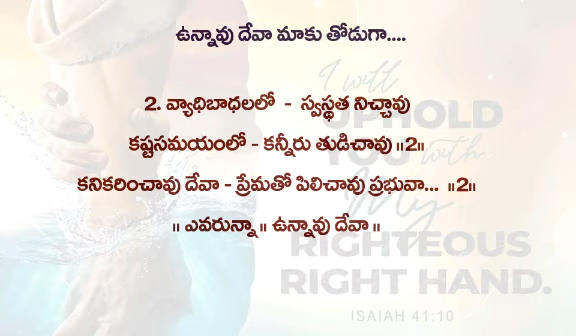 ఉన్నావు దేవా మాకు తోడుగా....
2. వ్యాధిబాధలలో - స్వస్థత నిచ్చావు
కష్టసమయంలో - కన్నీరు తుడిచావు ॥2॥
కనికరించావు దేవా - ప్రేమతో పిలిచావు ప్రభువా... ॥2॥
॥ ఎవరున్నా ॥ ఉన్నావు దేవా ॥
I will
UPHOLD
YOU with
My
RIGHTEOUS
RIGHT HAND.
ISAIAH 41:10